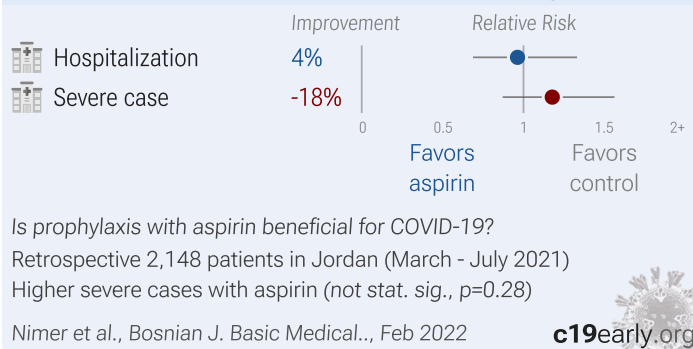 Improvement Relative Risk
Hospitalization 4%
Severe case -18%
0 0.5 1 1.5 2+
Favors aspirin
Favors control
Is prophylaxis with aspirin beneficial for COVID-19?
Retrospective 2,148 patients in Jordan (March - July 2021)
Higher severe cases with aspirin (not stat. sig., p=0.28)
Nimer et al., Bosnian J. Basic Medical.., Feb 2022 c19early.org